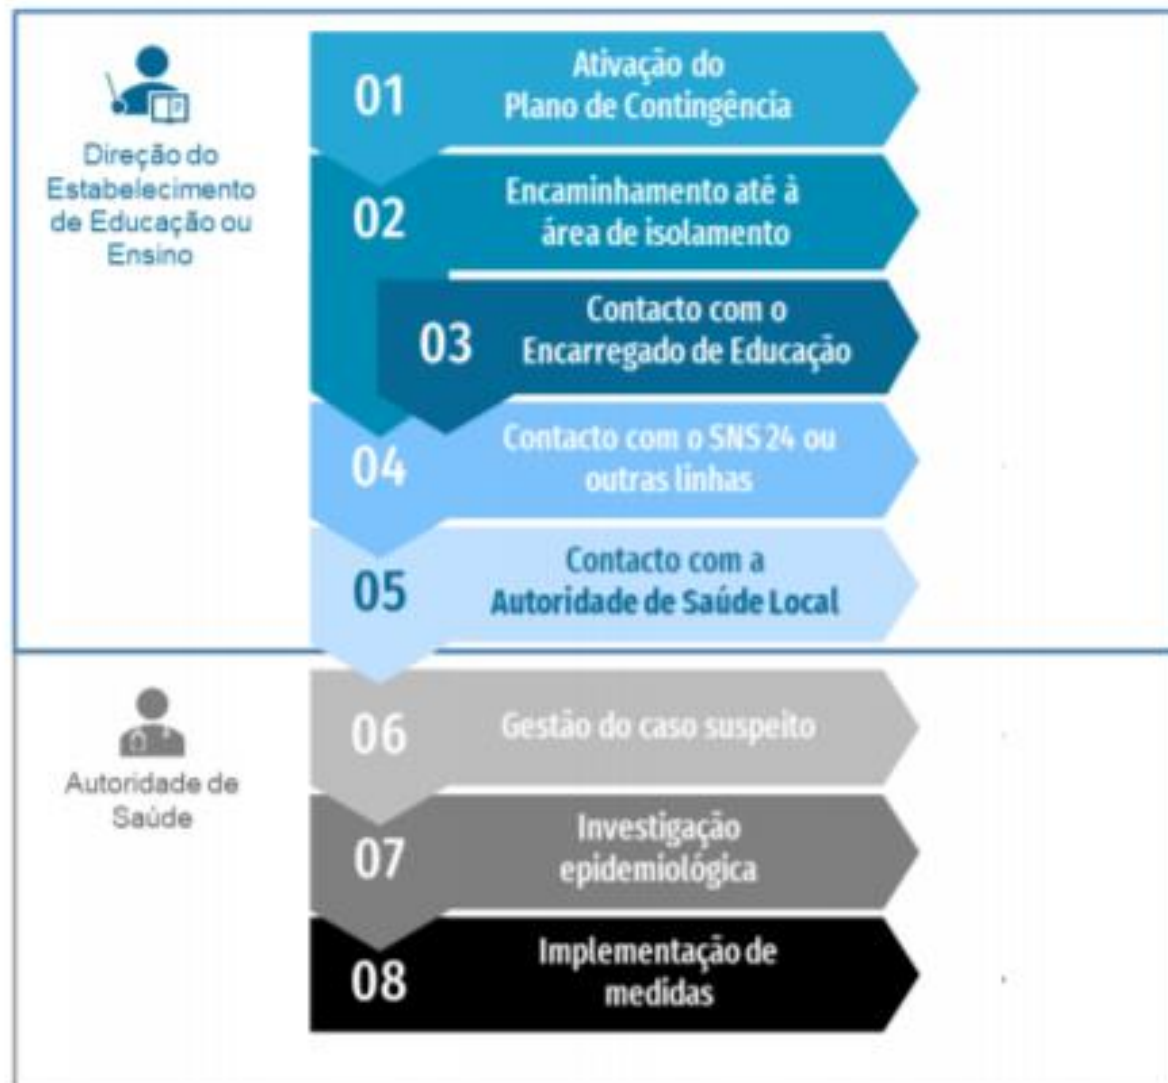 Direção do
Estabelecimento
de Educação ou
Ensino
01
Ativação do
Plano de Contingência
02
Encaminhamento até à
área de isolamento
03
Contacto com o
Encarregado de Educação
04
Contacto com o SNS 24 ou
outras linhas
05
Contacto com a
Autoridade de Saúde Local
Autoridade de
Saúde
06
Gestão do caso suspeito
07
Investigação
epidemiológica
08
Implementação de
medidas